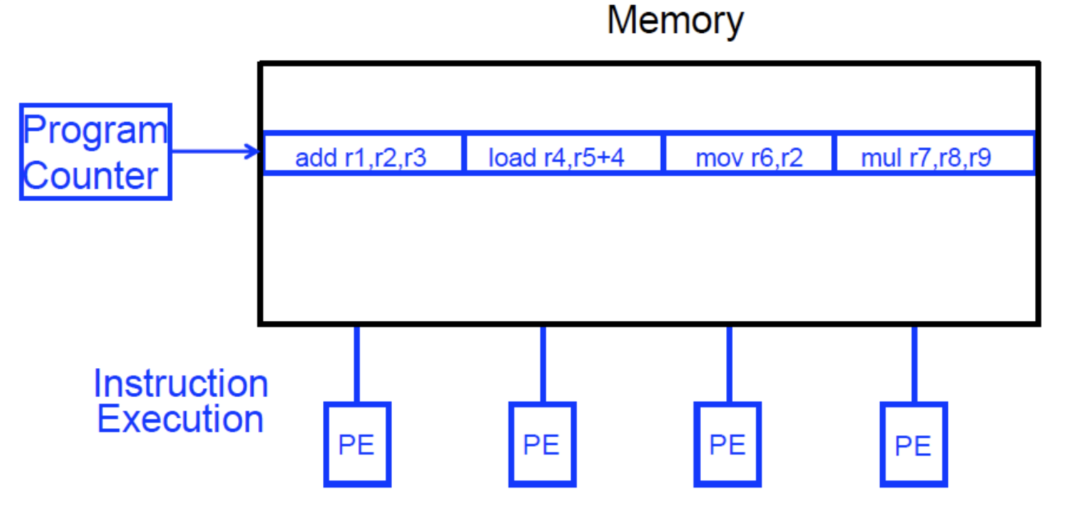 Memory
Program
Counter
add r1,r2,r3
load r4,r5+4
mov r6,r2
mul r7,r8,r9
Instruction
Execution
PE
PE
PE
PE